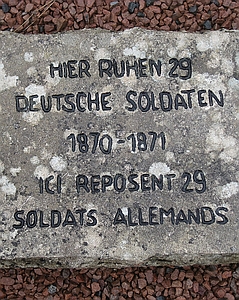 HIER RUHEN 29
DEUTSCHE SOLDATEN
1870-1871
ICI REPOSENT 29
SOLDATS ALLEMANDS